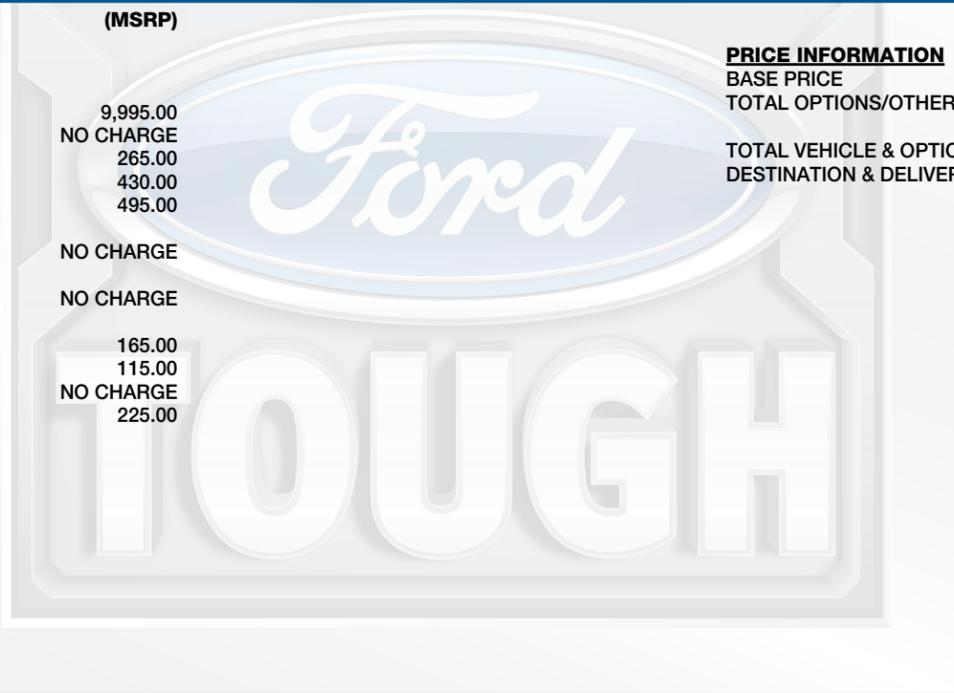 (MSRP)
9,995.00
NO CHARGE
265.00
430.00
495.00
NO CHARGE
NO CHARGE
165.00
115.00
NO CHARGE
225.00
PRICE INFORMATION
BASE PRICE
TOTAL OPTIONS/OTHER
TOTAL VEHICLE & OPTIO
DESTINATION & DELIVER
Ford
TOUGH